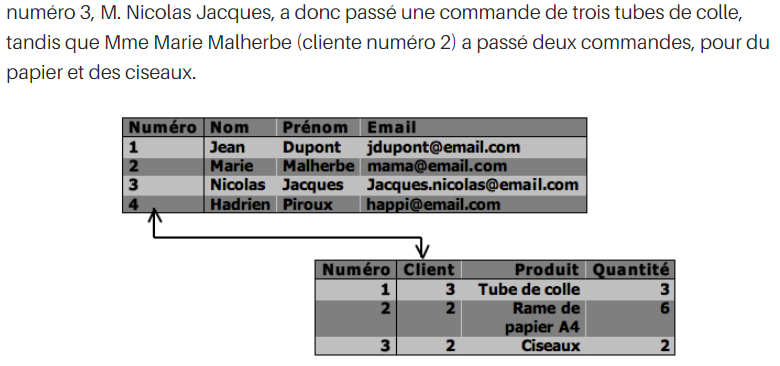 numéro 3, M. Nicolas Jacques, a donc passé une commande de trois tubes de colle,
tandis que Mme Marie Malherbe (cliente numéro 2) a passé deux commandes, pour du
papier et des ciseaux.
Numéro Nom Prénom Email
1 Jean Dupont jdupont@email.com
2 Marie Malherbe mama@email.com
3 Nicolas Jacques Jacques.nicolas@email.com
4 Hadrien Piroux happi@email.com
Numéro Client Produit Quantité
1 3 Tube de colle 3
2 2 Rame de 6
papier A4
3 2 Ciseaux 2